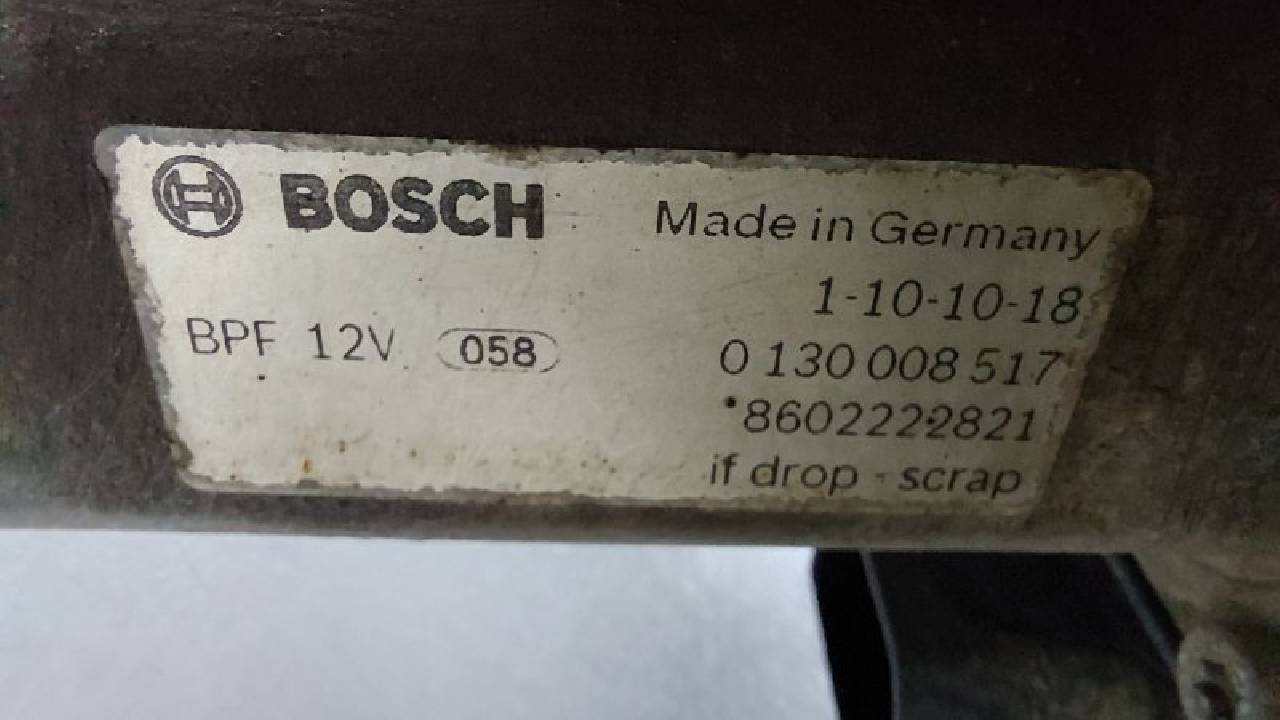 BOSCH Made in Germany
1-10-10-18
BPF 12V 058 0 130 008 517
8602222821
if drop - scrap